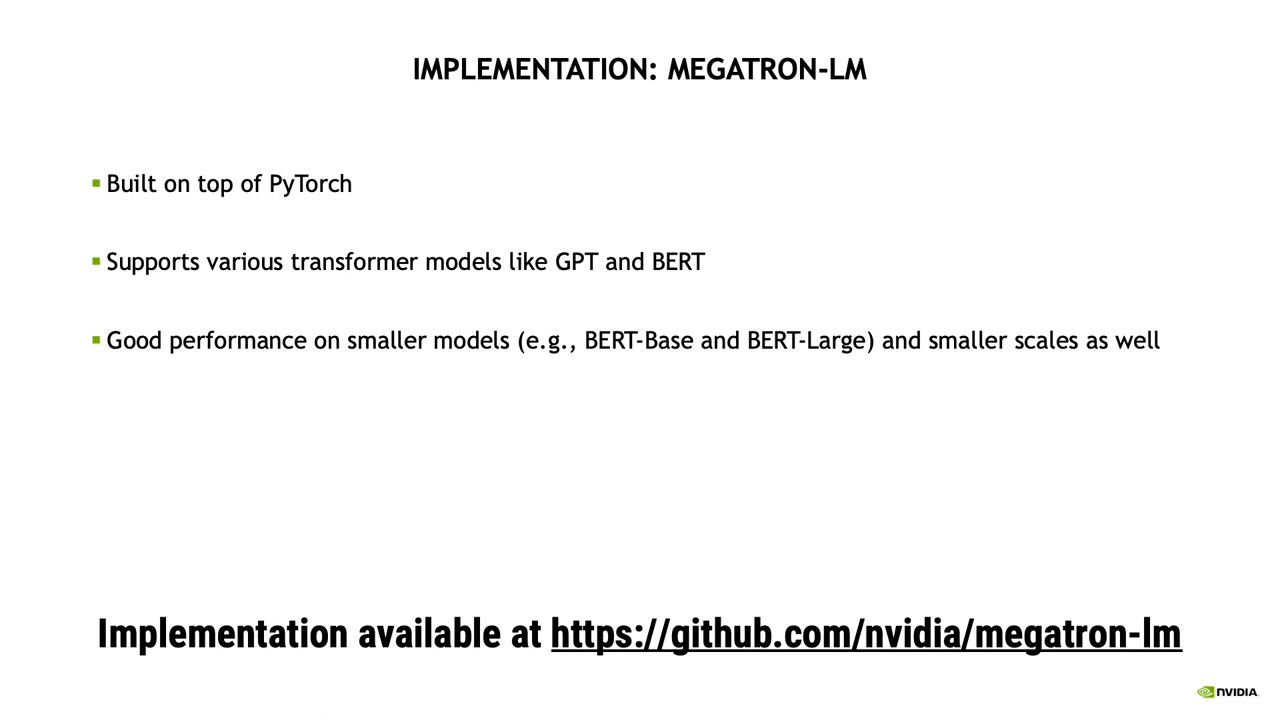 IMPLEMENTATION: MEGATRON-LM
▪ Built on top of PyTorch
▪ Supports various transformer models like GPT and BERT
▪ Good performance on smaller models (e.g., BERT-Base and BERT-Large) and smaller scales as well
Implementation available at https://github.com/nvidia/megatron-lm
NVIDIA.